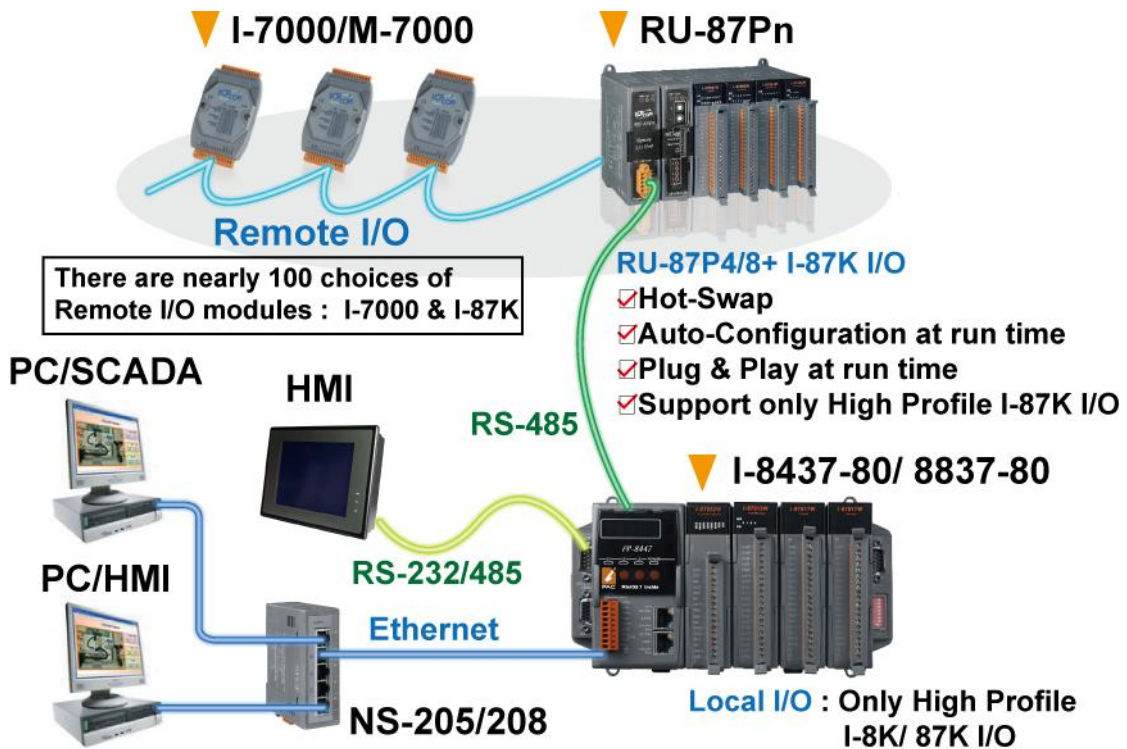 I-7000/M-7000
RU-87Pn
Remote I/O
There are nearly 100 choices of
Remote I/O modules : I-7000 & I-87K
RU-87P4/8+ I-87K I/O
Hot-Swap
Auto-Configuration at run time
Plug & Play at run time
Support only High Profile I-87K I/O
PC/SCADA
HMI
RS-485
I-8437-80/ 8837-80
RS-232/485
PC/HMI
Ethernet
NS-205/208
PAC
Local I/O : Only High Profile
I-8K/ 87K I/O